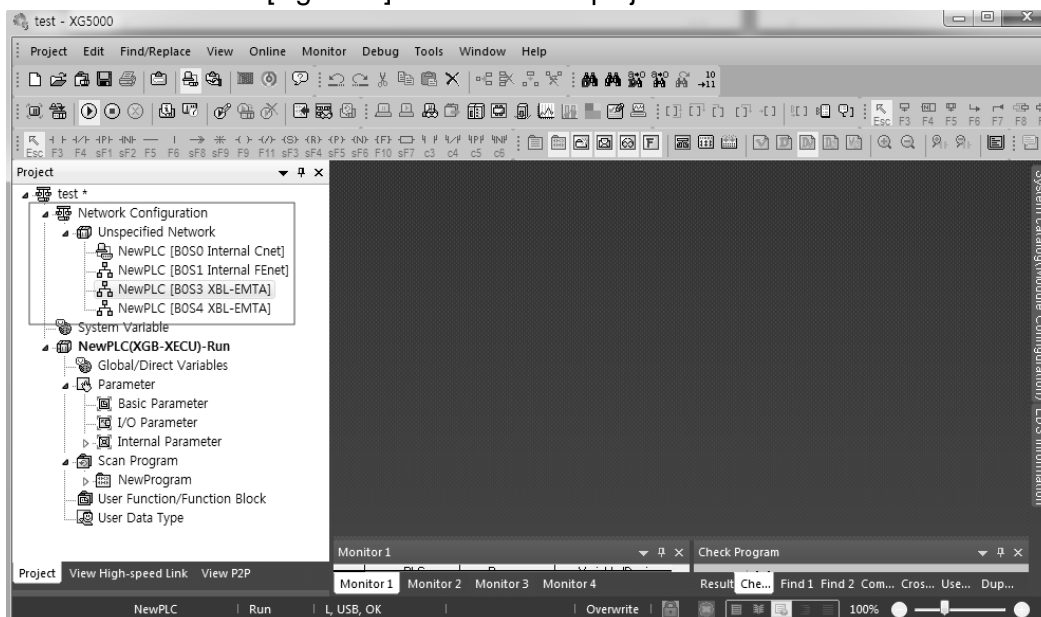 test - XG5000
Project Edit Find/Replace View Online Monitor Debug Tools Window Help
Esc F3 F4 F5 F6 F7 F8
Esc F3 F4 sF1 sF2 F5 F6 sF8 sF9 F9 F11 sF3 sF4 sF5 sF6 F10 sF7 c3 c4 c5 c6
Project
test *
Network Configuration
Unspecified Network
NewPLC [B0S0 Internal Cnet]
NewPLC [B0S1 Internal FEnet]
NewPLC [B0S3 XBL-EMTA]
NewPLC [B0S4 XBL-EMTA]
System Variable
NewPLC(XGB-XECU)-Run
Global/Direct Variables
Parameter
Basic Parameter
I/O Parameter
Internal Parameter
Scan Program
NewProgram
User Function/Function Block
User Data Type
System Catalog(Module Configuration)
EDS Information
Project View High-speed Link View P2P
Monitor 1
Check Program
Monitor 1 Monitor 2 Monitor 3 Monitor 4
Result Che... Find 1 Find 2 Com... Cros... Use... Dup...
NewPLC Run L, USB, OK Overwrite 100%